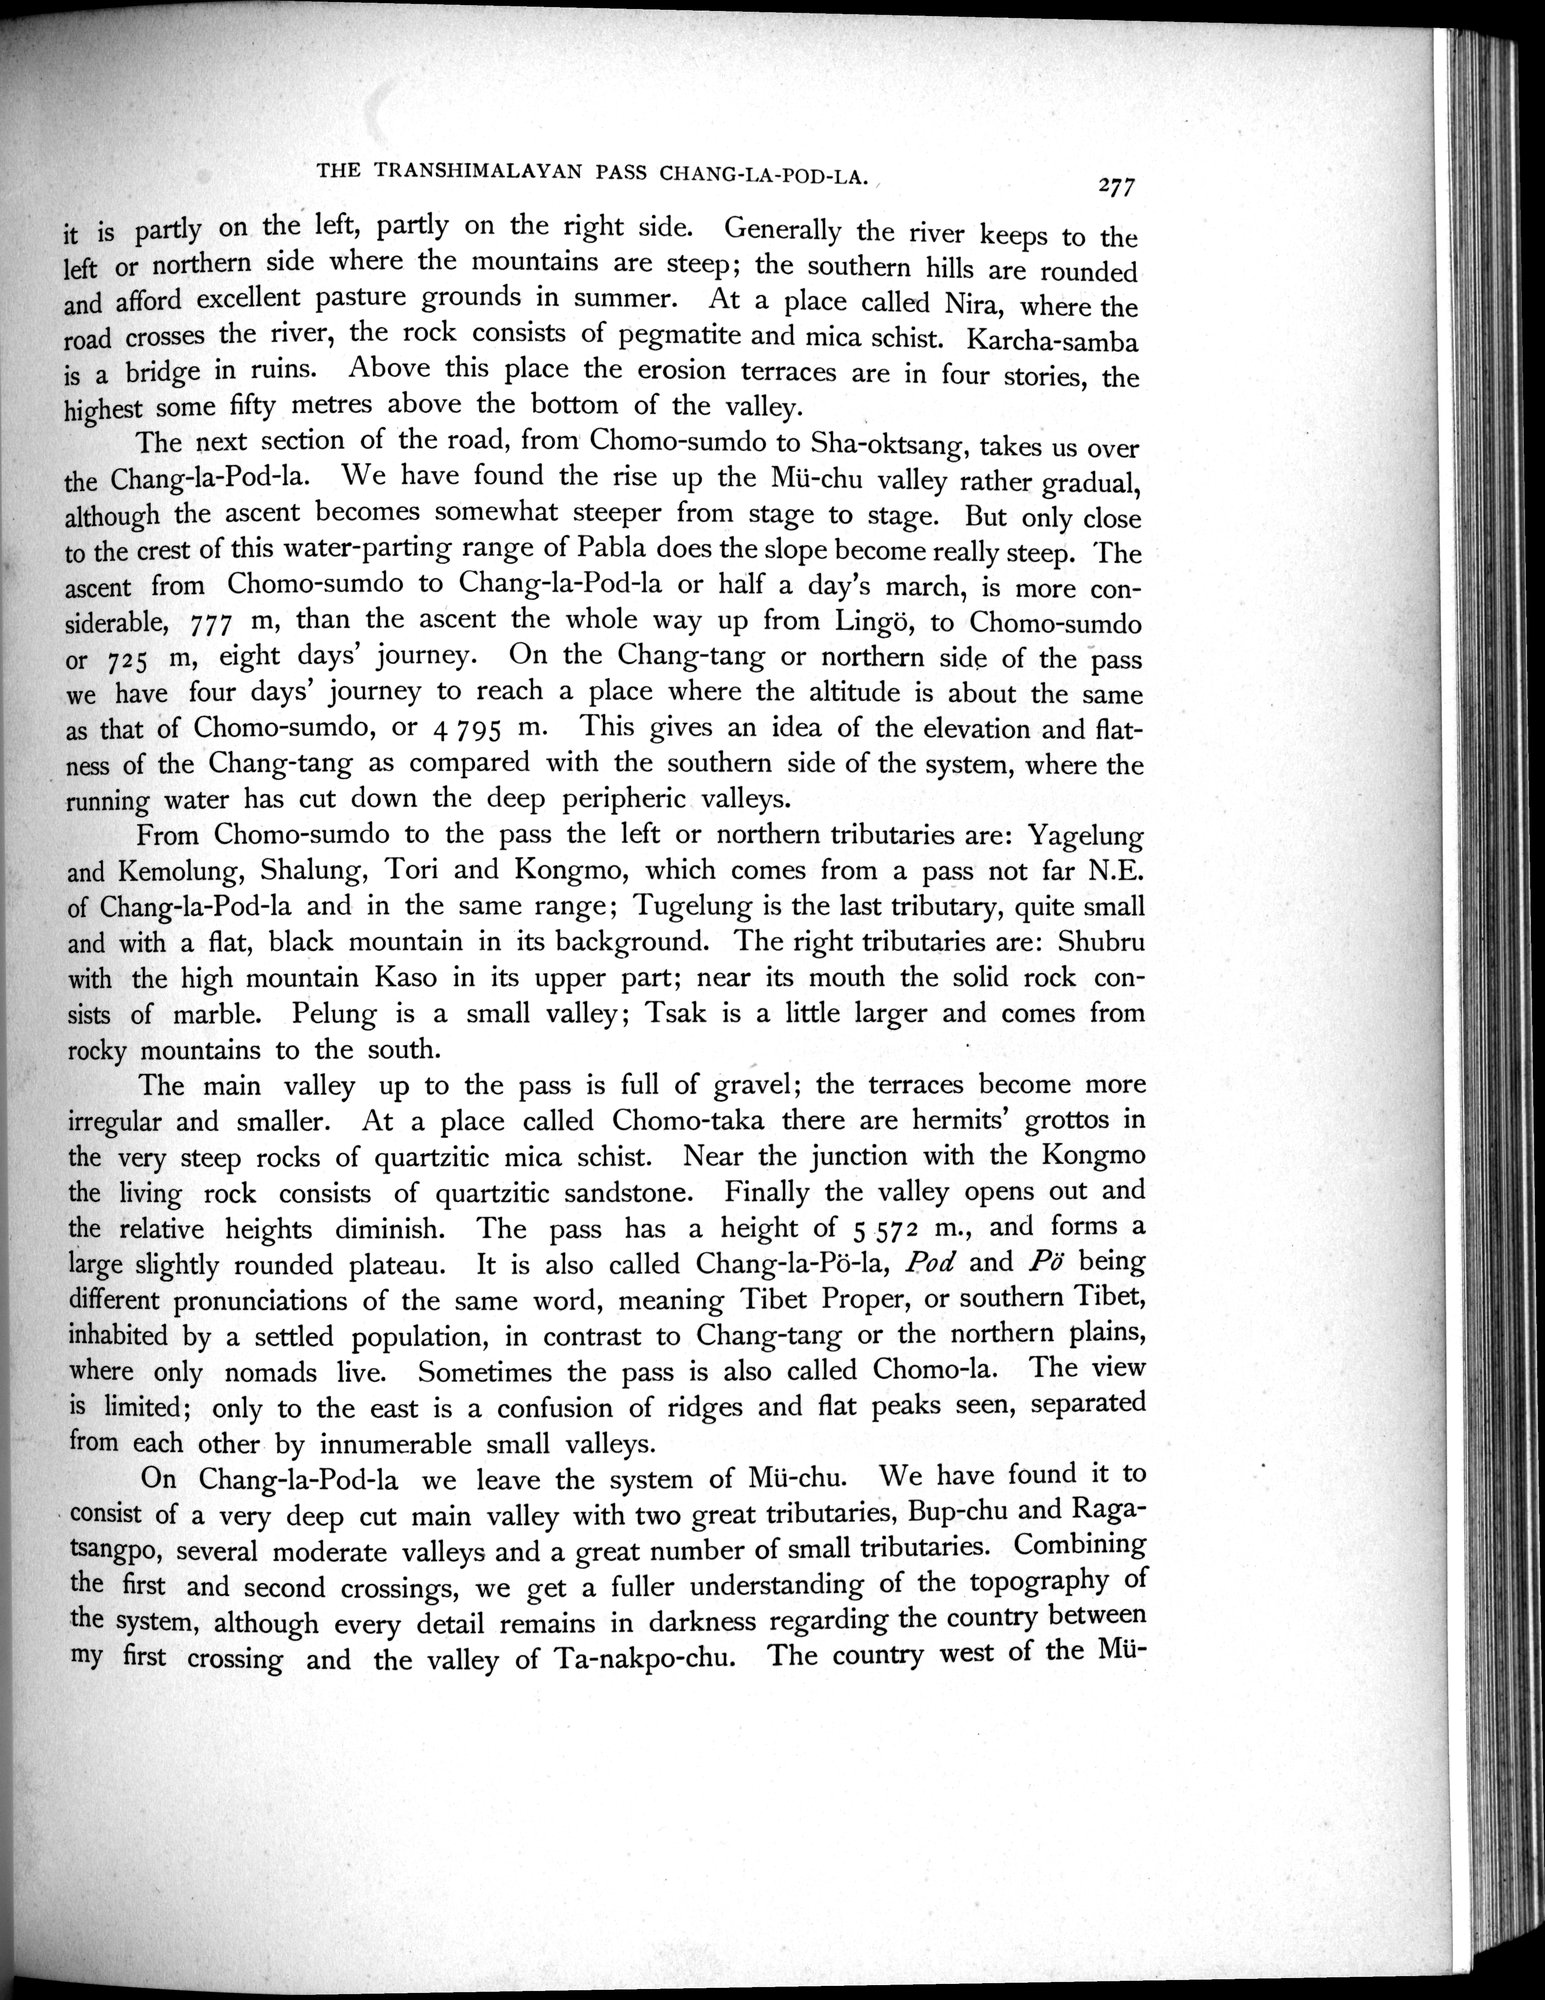 THE TRANSHIMALAYAN PASS CHANG-LA-POD-LA.
277
it is partly on the left, partly on the right side. Generally the river keeps to the
left or northern side where the mountains are steep; the southern hills are rounded
and afford excellent pasture grounds in summer. At a place called Nira, where the
road crosses the river, the rock consists of pegmatite and mica schist. Karcha-samba
is a bridge in ruins. Above this place the erosion terraces are in four stories, the
highest some fifty metres above the bottom of the valley.
The next section of the road, from Chomo-sumdo to Sha-oktsang, takes us over
the Chang-la-Pod-la. We have found the rise up the Mü-chu valley rather gradual,
although the ascent becomes somewhat steeper from stage to stage. But only close
to the crest of this water-parting range of Pabla does the slope become really steep. The
ascent from Chomo-sumdo to Chang-la-Pod-la or half a day's march, is more con-
siderable, 777 m, than the ascent the whole way up from Lingö, to Chomo-sumdo
or 725 m, eight days' journey. On the Chang-tang or northern side of the pass
we have four days' journey to reach a place where the altitude is about the same
as that of Chomo-sumdo, or 4 795 m. This gives an idea of the elevation and flat-
ness of the Chang-tang as compared with the southern side of the system, where the
running water has cut down the deep peripheric valleys.
From Chomo-sumdo to the pass the left or northern tributaries are: Yagelung
and Kemolung, Shalung, Tori and Kongmo, which comes from a pass not far N.E.
of Chang-la-Pod-la and in the same range; Tugelung is the last tributary, quite small
and with a flat, black mountain in its background. The right tributaries are: Shubru
with the high mountain Kaso in its upper part; near its mouth the solid rock con-
sists of marble. Pelung is a small valley; Tsak is a little larger and comes from
rocky mountains to the south.
The main valley up to the pass is full of gravel; the terraces become more
irregular and smaller. At a place called Chomo-taka there are hermits' grottos in
the very steep rocks of quartzitic mica schist. Near the junction with the Kongmo
the living rock consists of quartzitic sandstone. Finally the valley opens out and
the relative heights diminish. The pass has a height of 5 572 m., and forms a
large slightly rounded plateau. It is also called Chang-la-Pö-la, Pod and Pö being
different pronunciations of the same word, meaning Tibet Proper, or southern Tibet,
inhabited by a settled population, in contrast to Chang-tang or the northern plains,
where only nomads live. Sometimes the pass is also called Chomo-la. The view
is limited; only to the east is a confusion of ridges and flat peaks seen, separated
from each other by innumerable small valleys.
On Chang-la-Pod-la we leave the system of Mü-chu. We have found it to
consist of a very deep cut main valley with two great tributaries, Bup-chu and Raga-
tsangpo, several moderate valleys and a great number of small tributaries. Combining
the first and second crossings, we get a fuller understanding of the topography of
the system, although every detail remains in darkness regarding the country between
my first crossing and the valley of Ta-nakpo-chu. The country west of the Mü-